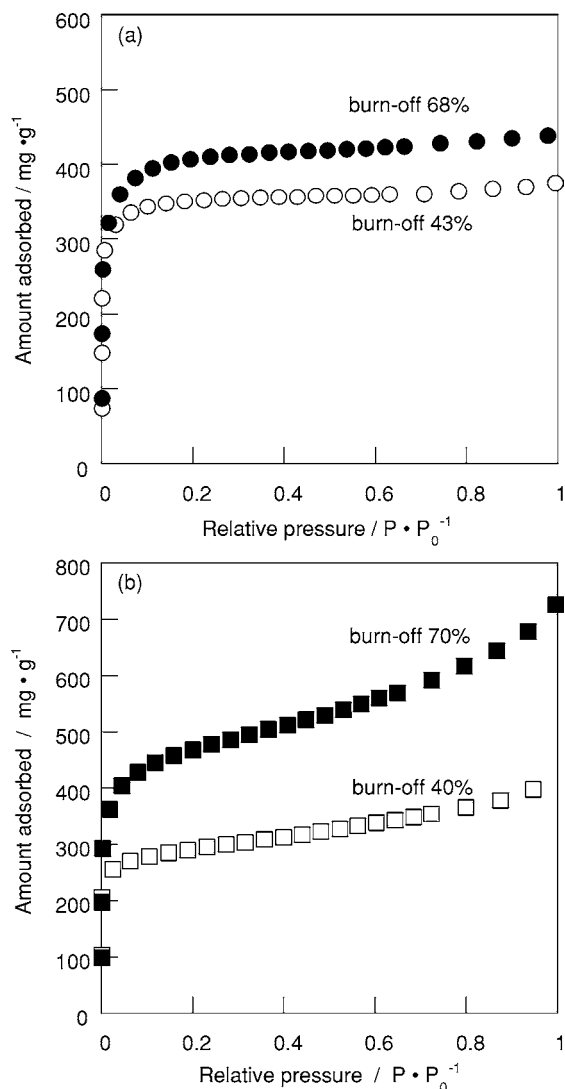 (a)
600
500
400
300
200
100
0
Amount adsorbed / mg •g-1
burn-off 68%
burn-off 43%
0 0.2 0.4 0.6 0.8 1
Relative pressure / P • P0-1
(b)
800
700
600
500
400
300
200
100
0
Amount adsorbed / mg • g-1
burn-off 70%
burn-off 40%
0 0.2 0.4 0.6 0.8 1
Relative pressure / P • P0-1